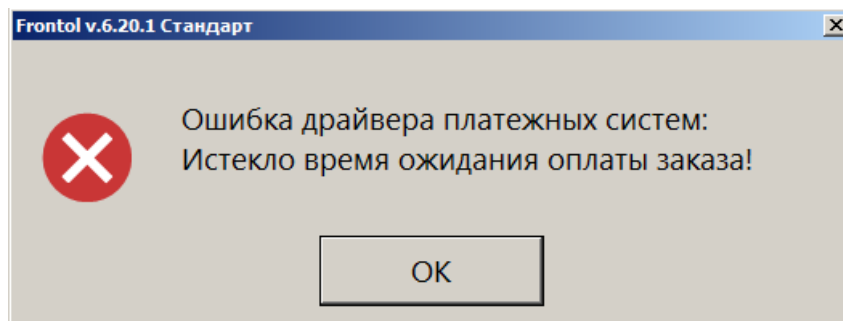 Frontol v.6.20.1 Стандарт
Ошибка драйвера платежных систем:
Истекло время ожидания оплаты заказа!
OK